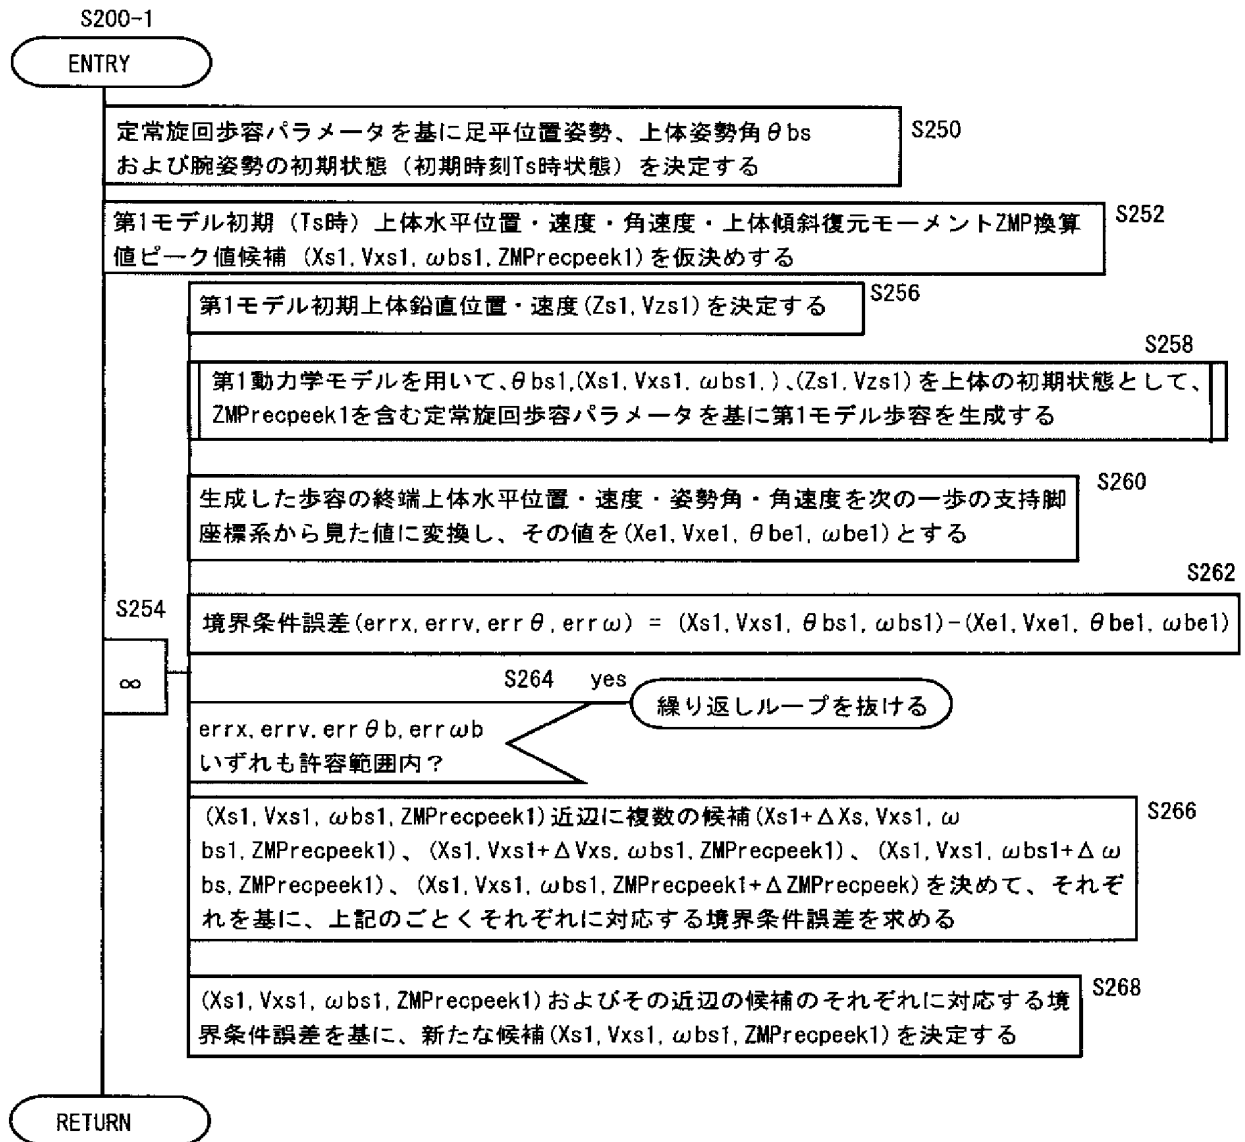 S200-1
ENTRY
定常旋回歩容パラメータを基に足平位置姿勢、上体姿勢角θbs
および腕姿勢の初期状態（初期時刻Ts時状態）を決定する
S250
第1モデル初期（Ts時）上体水平位置・速度・角速度・上体傾斜復元モーメントZMP換算
値ピーク値候補（Xs1, Vxs1, ωbs1, ZMPrecpeek1）を仮決めする
S252
第1モデル初期上体鉛直位置・速度(Zs1, Vzs1)を決定する
S256
S258
第1動力学モデルを用いて、θbs1,(Xs1, Vxs1, ωbs1, )、(Zs1, Vzs1)を上体の初期状態として、
ZMPrecpeek1を含む定常旋回歩容パラメータを基に第1モデル歩容を生成する
生成した歩容の終端上体水平位置・速度・姿勢角・角速度を次の一歩の支持脚
座標系から見た値に変換し、その値を(Xe1, Vxe1, θbe1, ωbe1)とする
S260
S262
境界条件誤差(errx, errv, errθ, errω) = (Xs1, Vxs1, θbs1, ωbs1)-(Xe1, Vxe1, θbe1, ωbe1)
S254
∞
S264 yes
繰り返しループを抜ける
errx, errv, errθb, errωb
いずれも許容範囲内？
(Xs1, Vxs1, ωbs1, ZMPrecpeek1)近辺に複数の候補(Xs1+ΔXs, Vxs1, ω
bs1, ZMPrecpeek1)、(Xs1, Vxs1+ΔVxs, ωbs1, ZMPrecpeek1)、(Xs1, Vxs1, ωbs1+Δω
bs, ZMPrecpeek1)、(Xs1, Vxs1, ωbs1, ZMPrecpeek1+ΔZMPrecpeek)を決めて、それぞ
れを基に、上記のごとくそれぞれに対応する境界条件誤差を求める
S266
(Xs1, Vxs1, ωbs1, ZMPrecpeek1)およびその近辺の候補のそれぞれに対応する境
界条件誤差を基に、新たな候補(Xs1, Vxs1, ωbs1, ZMPrecpeek1)を決定する
S268
RETURN